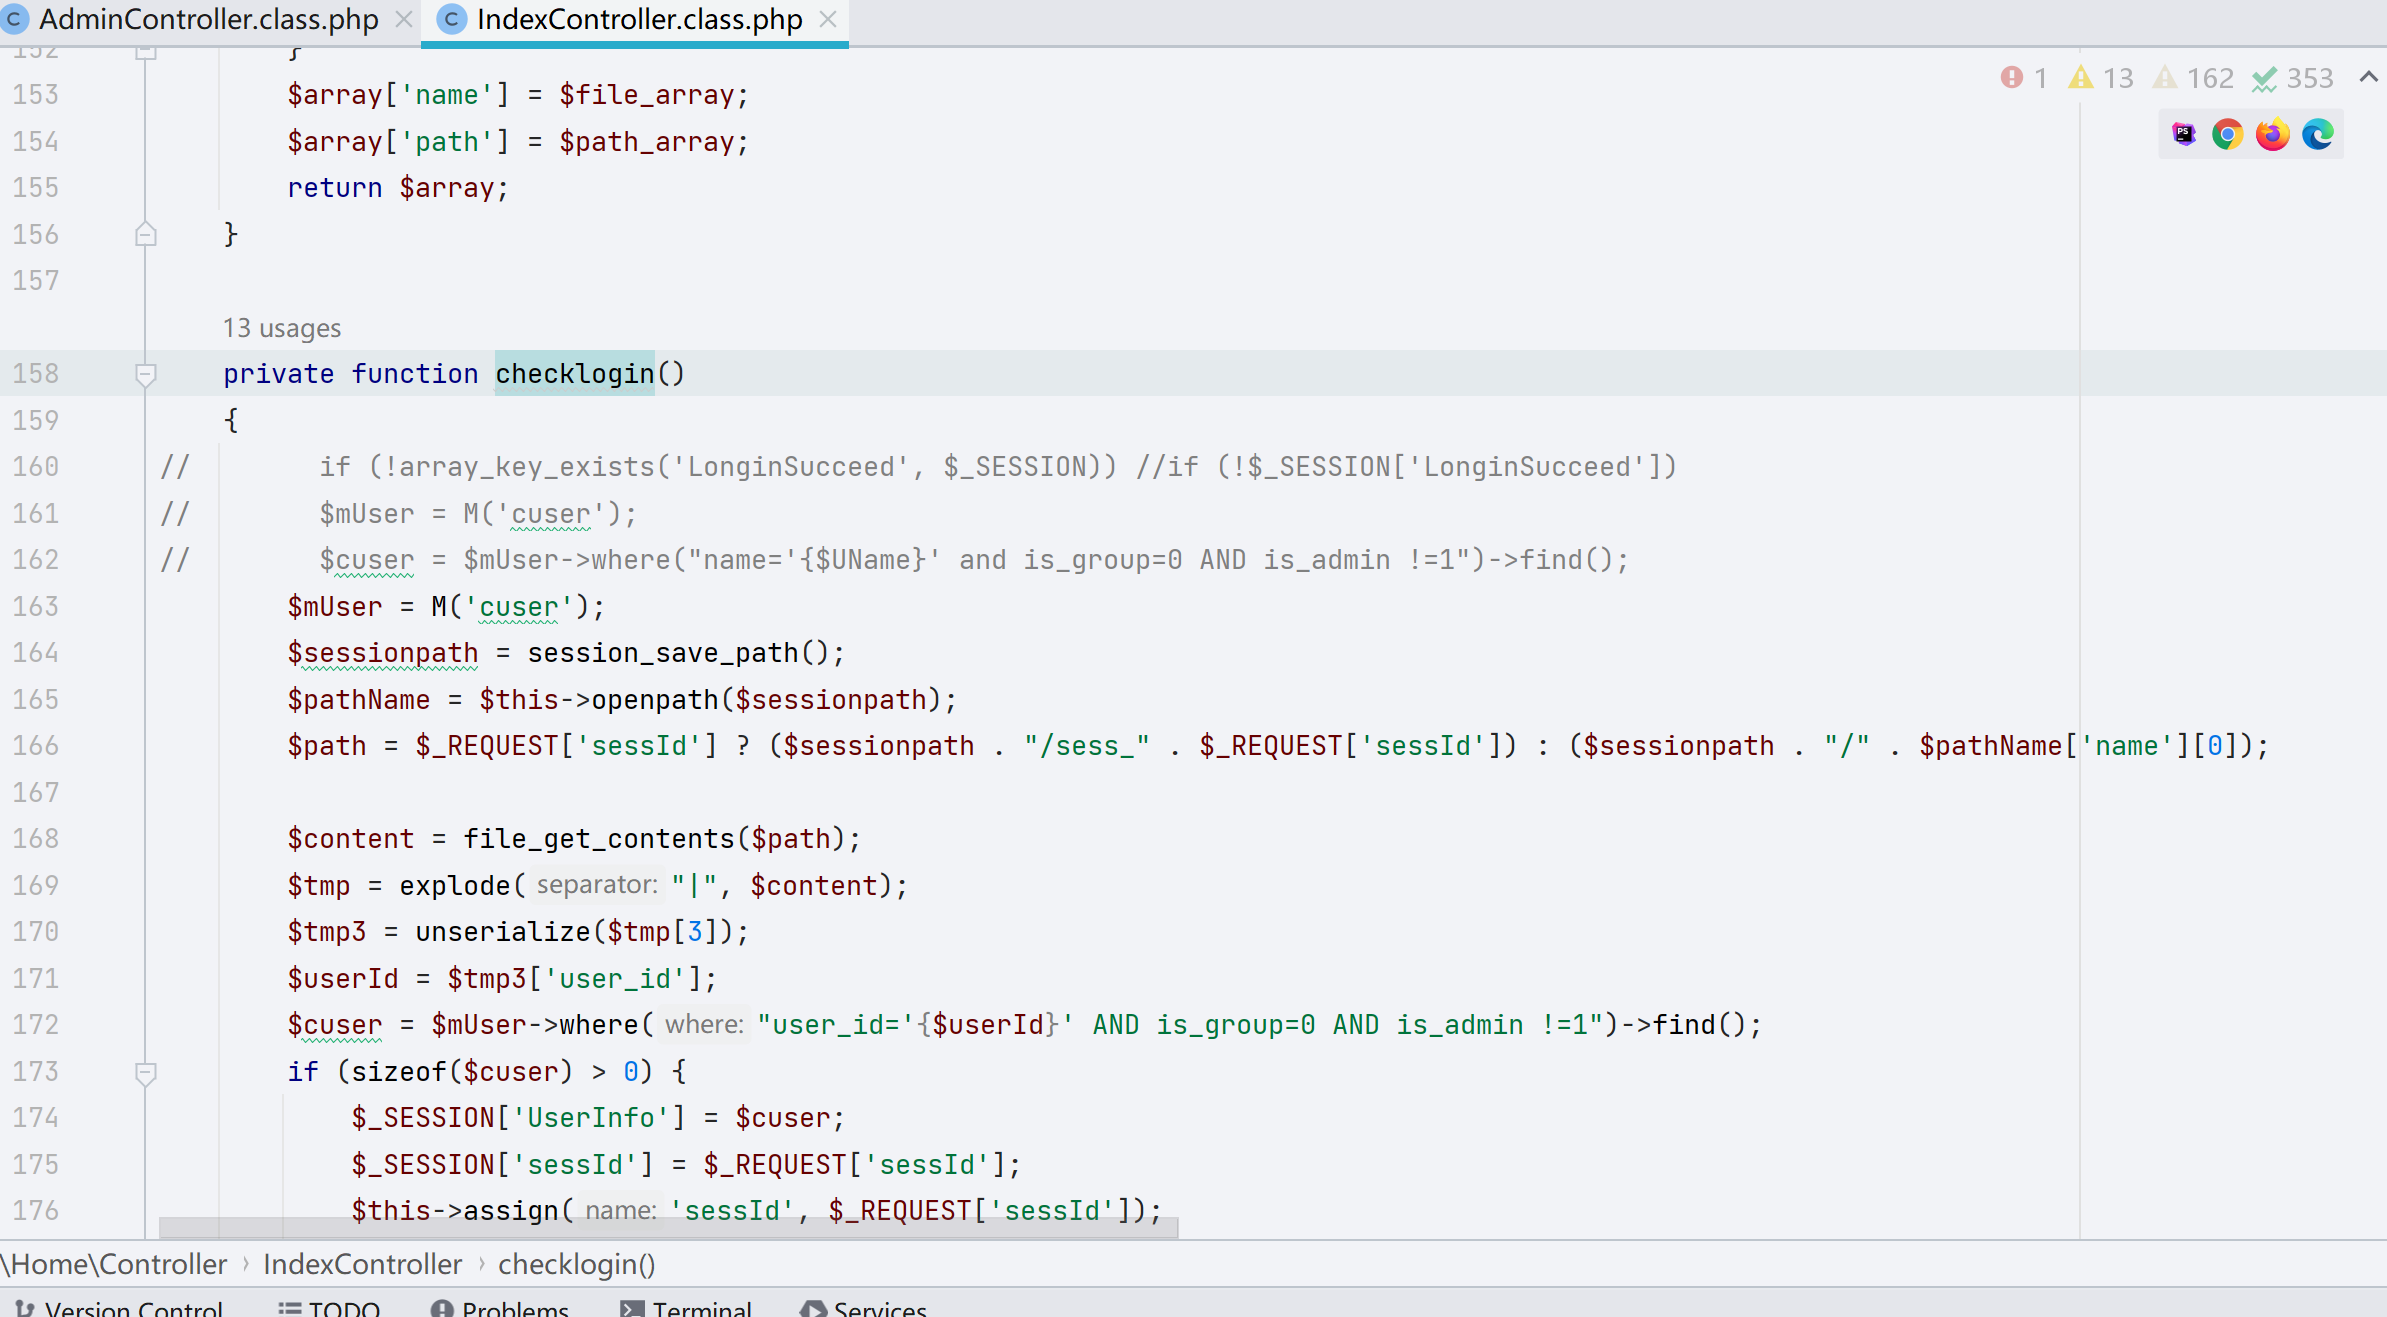 AdminController.class.php IndexController.class.php
152 }
153 $array['name'] = $file_array;
1 13 162 353
154 $array['path'] = $path_array;
155 return $array;
156 }
157
13 usages
158 private function checklogin()
159 {
160 // if (!array_key_exists('LonginSucceed', $_SESSION)) //if (!$_SESSION['LonginSucceed'])
161 // $mUser = M('cuser');
162 // $cuser = $mUser->where("name='{$UName}' and is_group=0 AND is_admin !=1")->find();
163 $mUser = M('cuser');
164 $sessionpath = session_save_path();
165 $pathName = $this->openpath($sessionpath);
166 $path = $_REQUEST['sessId'] ? ($sessionpath . "/sess_" . $_REQUEST['sessId']) : ($sessionpath . "/" . $pathName['name'][0]);
167
168 $content = file_get_contents($path);
169 $tmp = explode( separator: "|", $content);
170 $tmp3 = unserialize($tmp[3]);
171 $userId = $tmp3['user_id'];
172 $cuser = $mUser->where( where: "user_id='{$userId}' AND is_group=0 AND is_admin !=1")->find();
173 if (sizeof($cuser) > 0) {
174 $_SESSION['UserInfo'] = $cuser;
175 $_SESSION['sessId'] = $_REQUEST['sessId'];
176 $this->assign( name: 'sessId', $_REQUEST['sessId']);
\Home\Controller › IndexController › checklogin()
Version Control TODO Problems Terminal Services